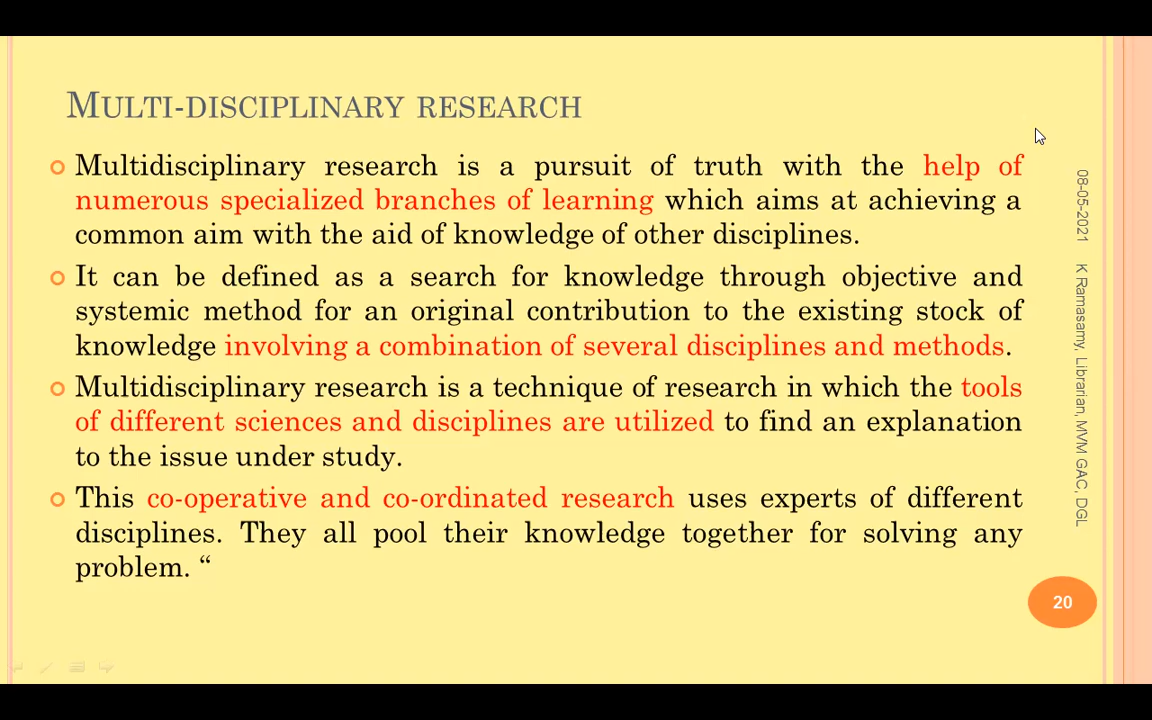 MULTI-DISCIPLINARY RESEARCH
Multidisciplinary research is a pursuit of truth with the help of
numerous specialized branches of learning which aims at achieving a
common aim with the aid of knowledge of other disciplines.
It can be defined as a search for knowledge through objective and
systemic method for an original contribution to the existing stock of
knowledge involving a combination of several disciplines and methods.
Multidisciplinary research is a technique of research in which the tools
of different sciences and disciplines are utilized to find an explanation
to the issue under study.
This co-operative and co-ordinated research uses experts of different
disciplines. They all pool their knowledge together for solving any
problem. “
08-05-2021
K Ramasamy, Librarian, MVM GAC, DGL
20